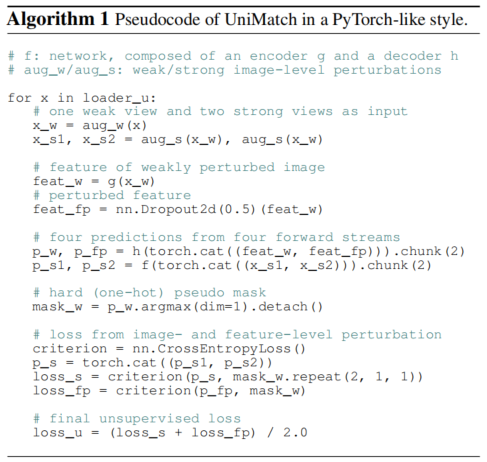 Algorithm 1 Pseudocode of UniMatch in a PyTorch-like style.
# f: network, composed of an encoder g and a decoder h
# aug_w/aug_s: weak/strong image-level perturbations
for x in loader_u:
# one weak view and two strong views as input
x_w = aug_w(x)
x_s1, x_s2 = aug_s(x_w), aug_s(x_w)
# feature of weakly perturbed image
feat_w = g(x_w)
# perturbed feature
feat_fp = nn.Dropout2d(0.5)(feat_w)
# four predictions from four forward streams
p_w, p_fp = h(torch.cat((feat_w, feat_fp))).chunk(2)
p_s1, p_s2 = f(torch.cat((x_s1, x_s2))).chunk(2)
# hard (one-hot) pseudo mask
mask_w = p_w.argmax(dim=1).detach()
# loss from image- and feature-level perturbation
criterion = nn.CrossEntropyLoss()
p_s = torch.cat((p_s1, p_s2))
loss_s = criterion(p_s, mask_w.repeat(2, 1, 1))
loss_fp = criterion(p_fp, mask_w)
# final unsupervised loss
loss_u = (loss_s + loss_fp) / 2.0